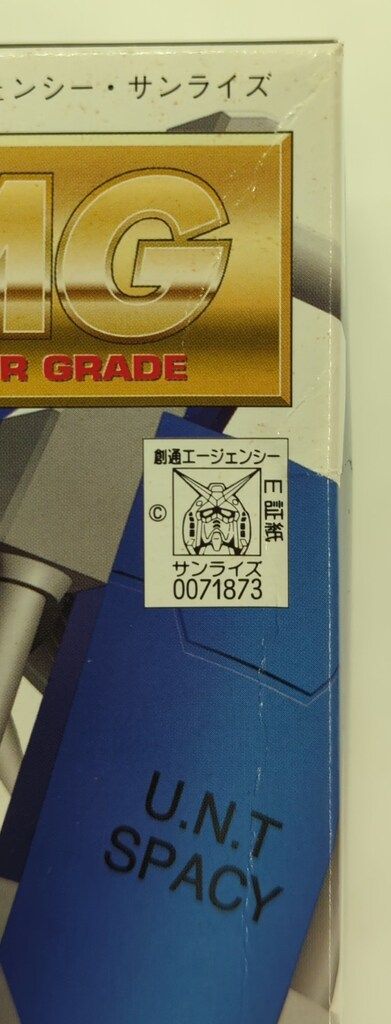 ェンシー・サンライズ
MG
R GRADE
創通エージェンシー
©
E証紙
サンライズ
0071873
U.N.T
SPACY